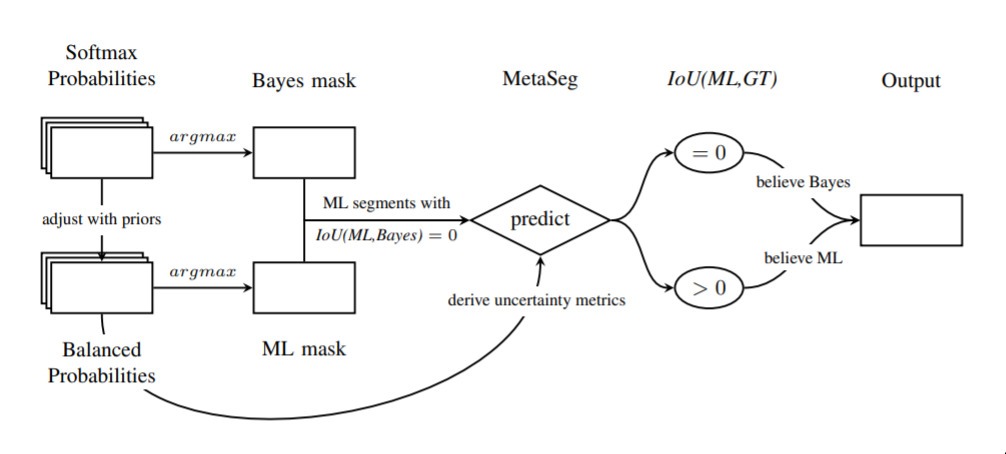 Softmax
Probabilities
Bayes mask
MetaSeg
IoU(ML,GT)
Output
argmax
= 0
believe Bayes
adjust with priors
ML segments with
IoU(ML,Bayes) = 0
predict
argmax
believe ML
> 0
derive uncertainty metrics
Balanced
Probabilities
ML mask